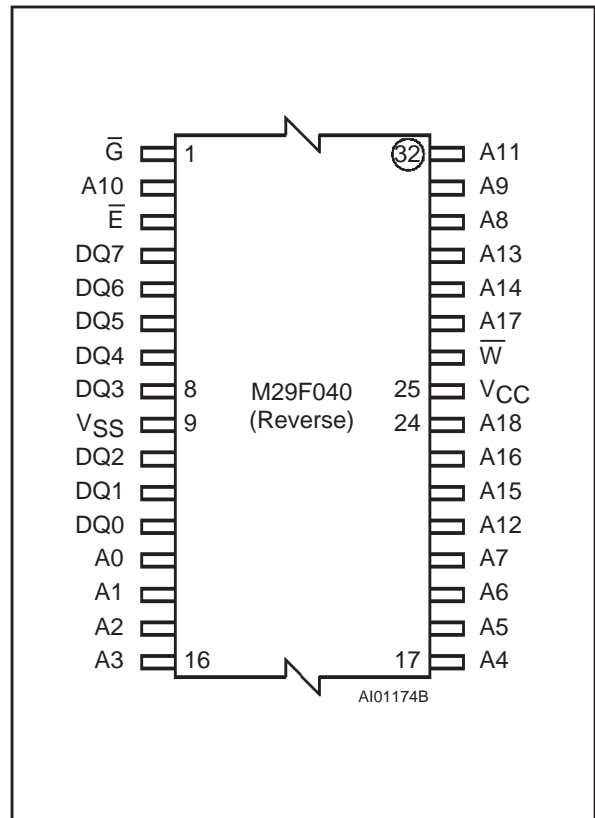 G̅ 1 32 A11
A10 A9
E̅ A8
DQ7 A13
DQ6 A14
DQ5 A17
DQ4 W̅
DQ3 8 M29F040 25 VCC
VSS 9 (Reverse) 24 A18
DQ2 A16
DQ1 A15
DQ0 A12
A0 A7
A1 A6
A2 A5
A3 16 17 A4
AI01174B